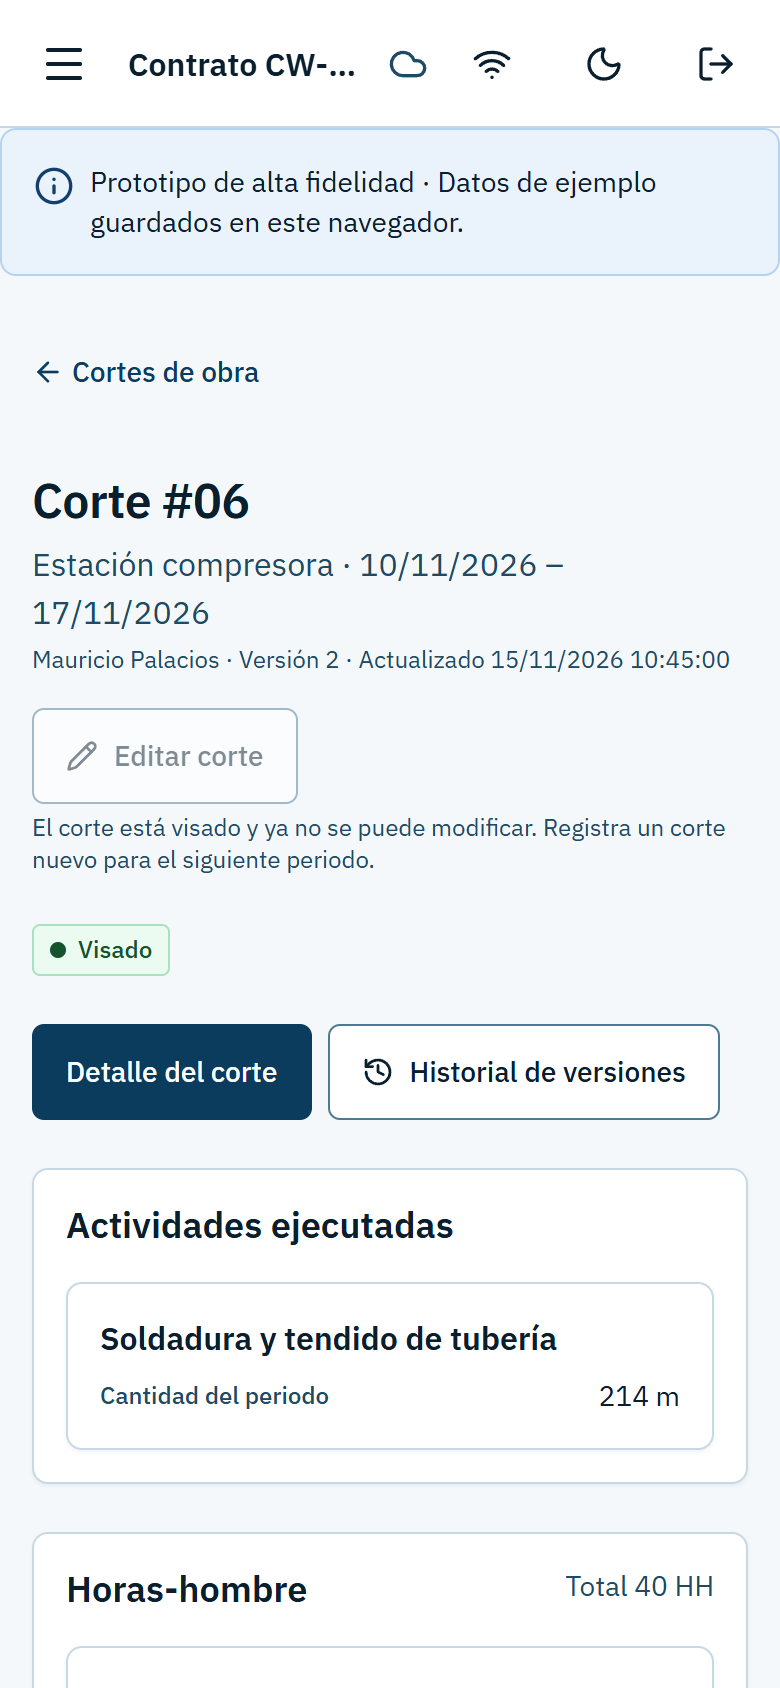 Contrato CW-...
Prototipo de alta fidelidad · Datos de ejemplo
guardados en este navegador.
Cortes de obra
Corte #06
Estación compresora · 10/11/2026 –
17/11/2026
Mauricio Palacios · Versión 2 · Actualizado 15/11/2026 10:45:00
Editar corte
El corte está visado y ya no se puede modificar. Registra un corte
nuevo para el siguiente periodo.
Visado
Detalle del corte
Historial de versiones
Actividades ejecutadas
Soldadura y tendido de tubería
Cantidad del periodo 214 m
Horas-hombre Total 40 HH